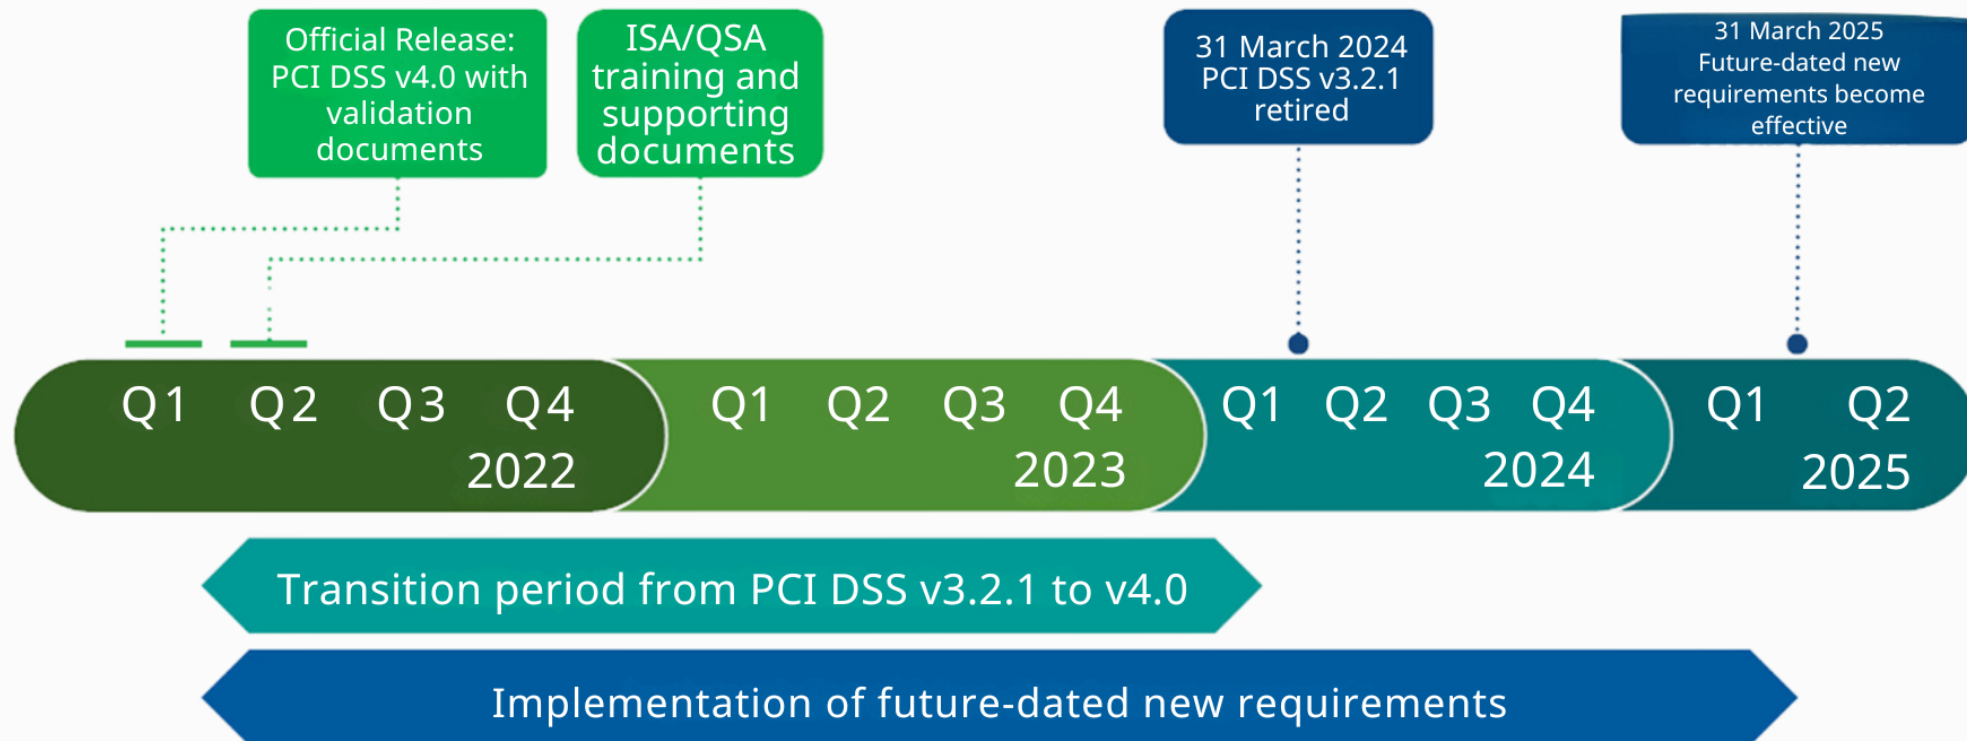 Official Release:
PCI DSS v4.0 with
validation
documents
ISA/QSA
training and
supporting
documents
31 March 2024
PCI DSS v3.2.1
retired
31 March 2025
Future-dated new
requirements become
effective
Q1 Q2 Q3 Q4
2022
Q1 Q2 Q3 Q4
2023
Q1 Q2 Q3 Q4
2024
Q1 Q2
2025
Transition period from PCI DSS v3.2.1 to v4.0
Implementation of future-dated new requirements